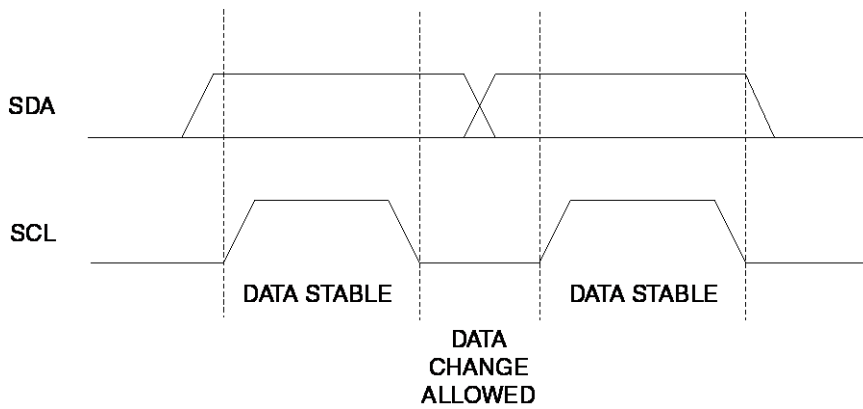 SDA
SCL
DATA STABLE
DATA STABLE
DATA
CHANGE
ALLOWED